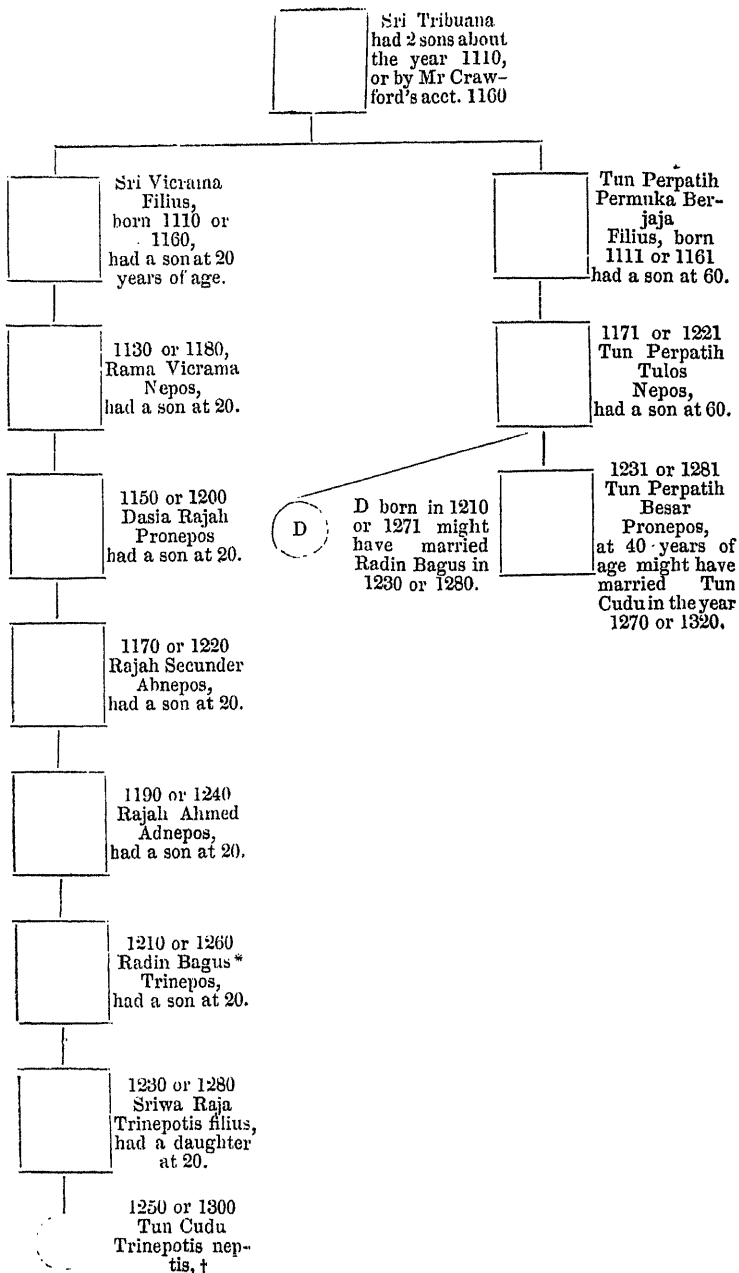 Sri Tribuana
had 2 sons about
the year 1110,
or by Mr Craw-
ford's acct. 1160
Sri Vicrama
Filius,
born 1110 or
1160,
had a son at 20
years of age.
Tun Perpatih
Permuka Ber-
jaja
Filius, born
1111 or 1161
had a son at 60.
1130 or 1180,
Rama Vicrama
Nepos,
had a son at 20.
1171 or 1221
Tun Perpatih
Tulos
Nepos,
had a son at 60.
1150 or 1200
Dasia Rajah
Pronepos
had a son at 20.
D
D born in 1210
or 1271 might
have married
Radin Bagus in
1230 or 1280.
1231 or 1281
Tun Perpatih
Besar
Pronepos,
at 40 years of
age might have
married Tun
Cudu in the year
1270 or 1320.
1170 or 1220
Rajah Secunder
Abnepos,
had a son at 20.
1190 or 1240
Rajah Ahmed
Adnepos,
had a son at 20.
1210 or 1260
Radin Bagus*
Trinepos,
had a son at 20.
1230 or 1280
Sriwa Raja
Trinepotis filius,
had a daughter
at 20.
1250 or 1300
Tun Cudu
Trinepotis nep-
tis, †